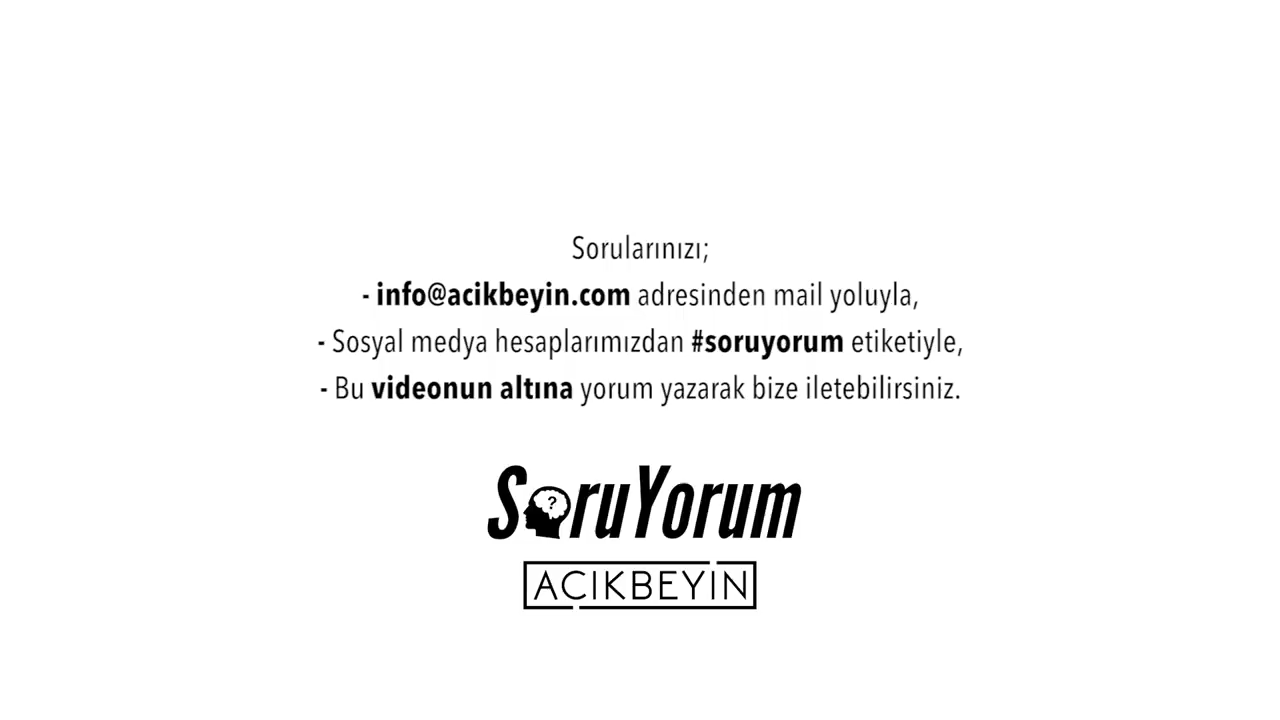 Sorularınızı;
- info@acikbeyin.com adresinden mail yoluyla,
- Sosyal medya hesaplarımızdan #soruyorum etiketiyle,
- Bu videonun altına yorum yazarak bize iletebilirsiniz.
SoruYorum
AÇIKBEYİN